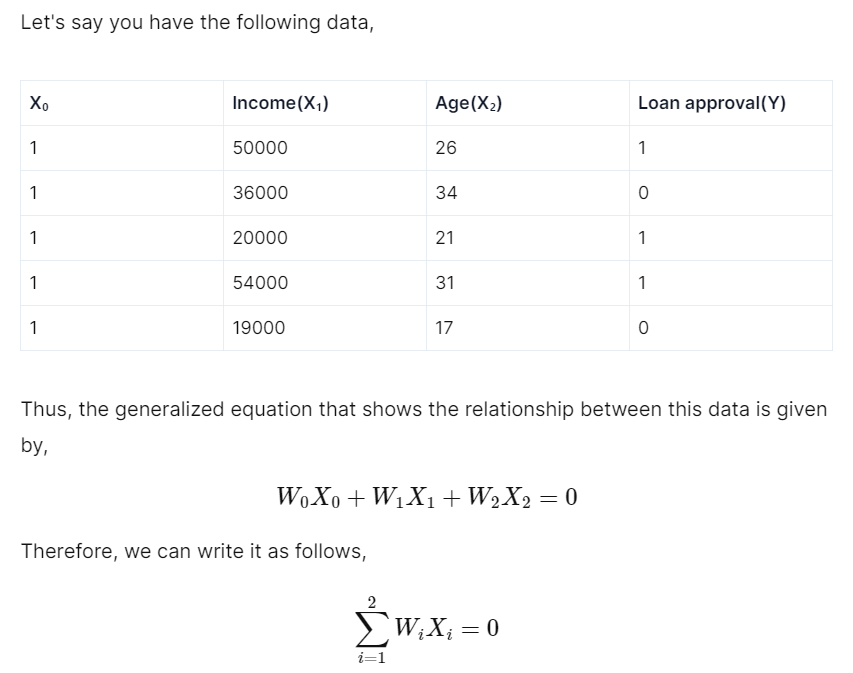 Let's say you have the following data,
X₀ Income(X₁) Age(X₂) Loan approval(Y)
1 50000 26 1
1 36000 34 0
1 20000 21 1
1 54000 31 1
1 19000 17 0
Thus, the generalized equation that shows the relationship between this data is given
by,
W₀X₀ + W₁X₁ + W₂X₂ = 0
Therefore, we can write it as follows,
2
∑ WᵢXᵢ = 0
i=1